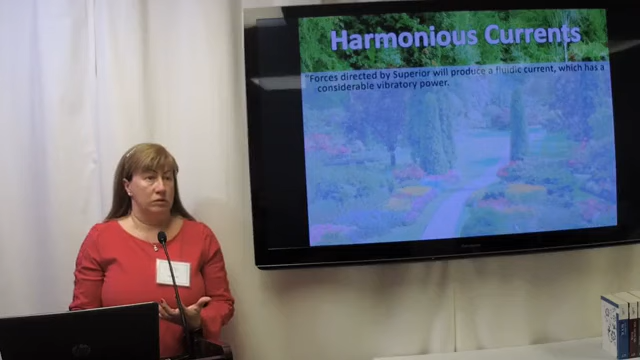 Harmonious Currents
"Forces directed by Superior will produce a fluidic current, which has a
considerable vibratory power.